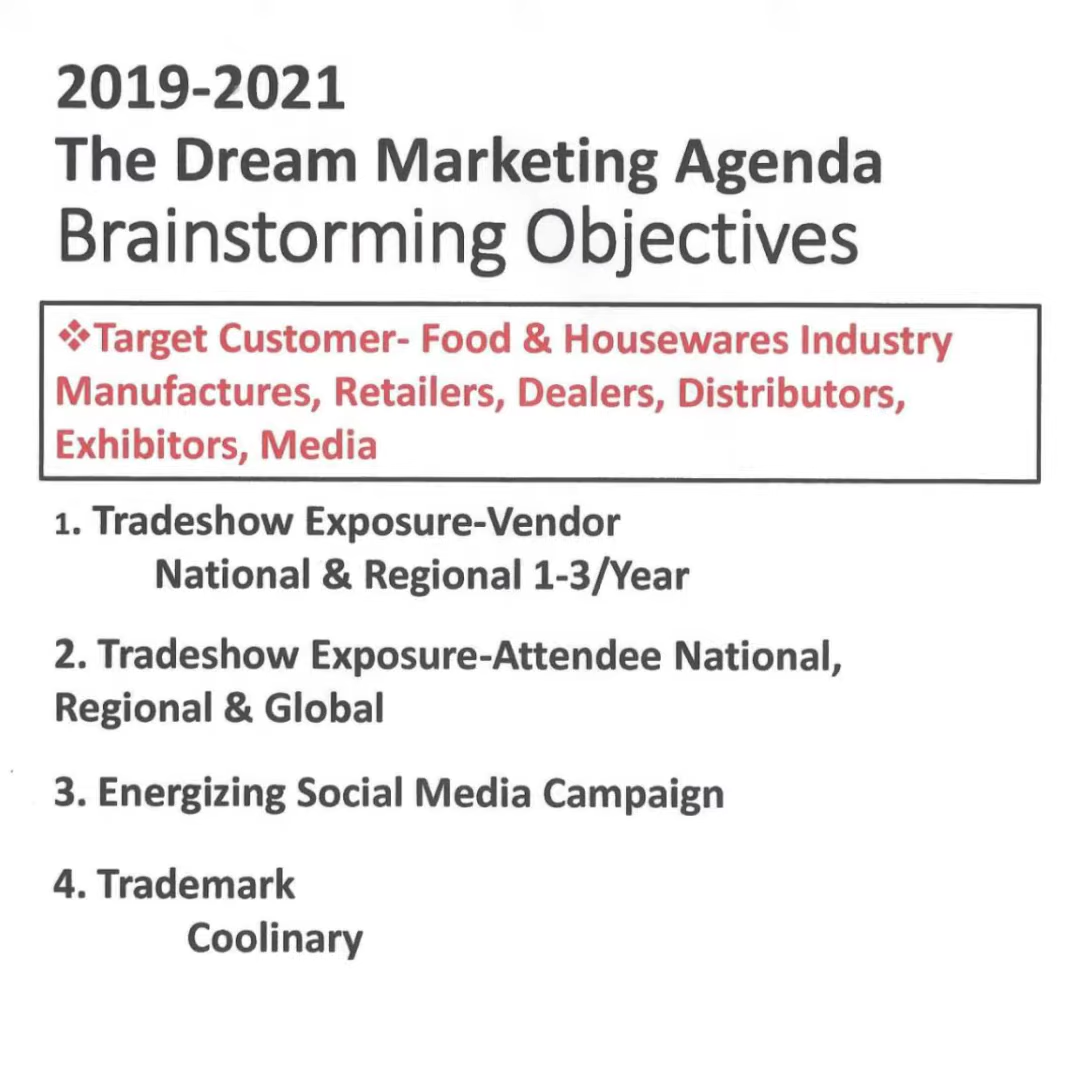 2019-2021
The Dream Marketing Agenda
Brainstorming Objectives
❖Target Customer- Food & Housewares Industry
Manufactures, Retailers, Dealers, Distributors,
Exhibitors, Media
1. Tradeshow Exposure-Vendor
National & Regional 1-3/Year
2. Tradeshow Exposure-Attendee National,
Regional & Global
3. Energizing Social Media Campaign
4. Trademark
Coolinary